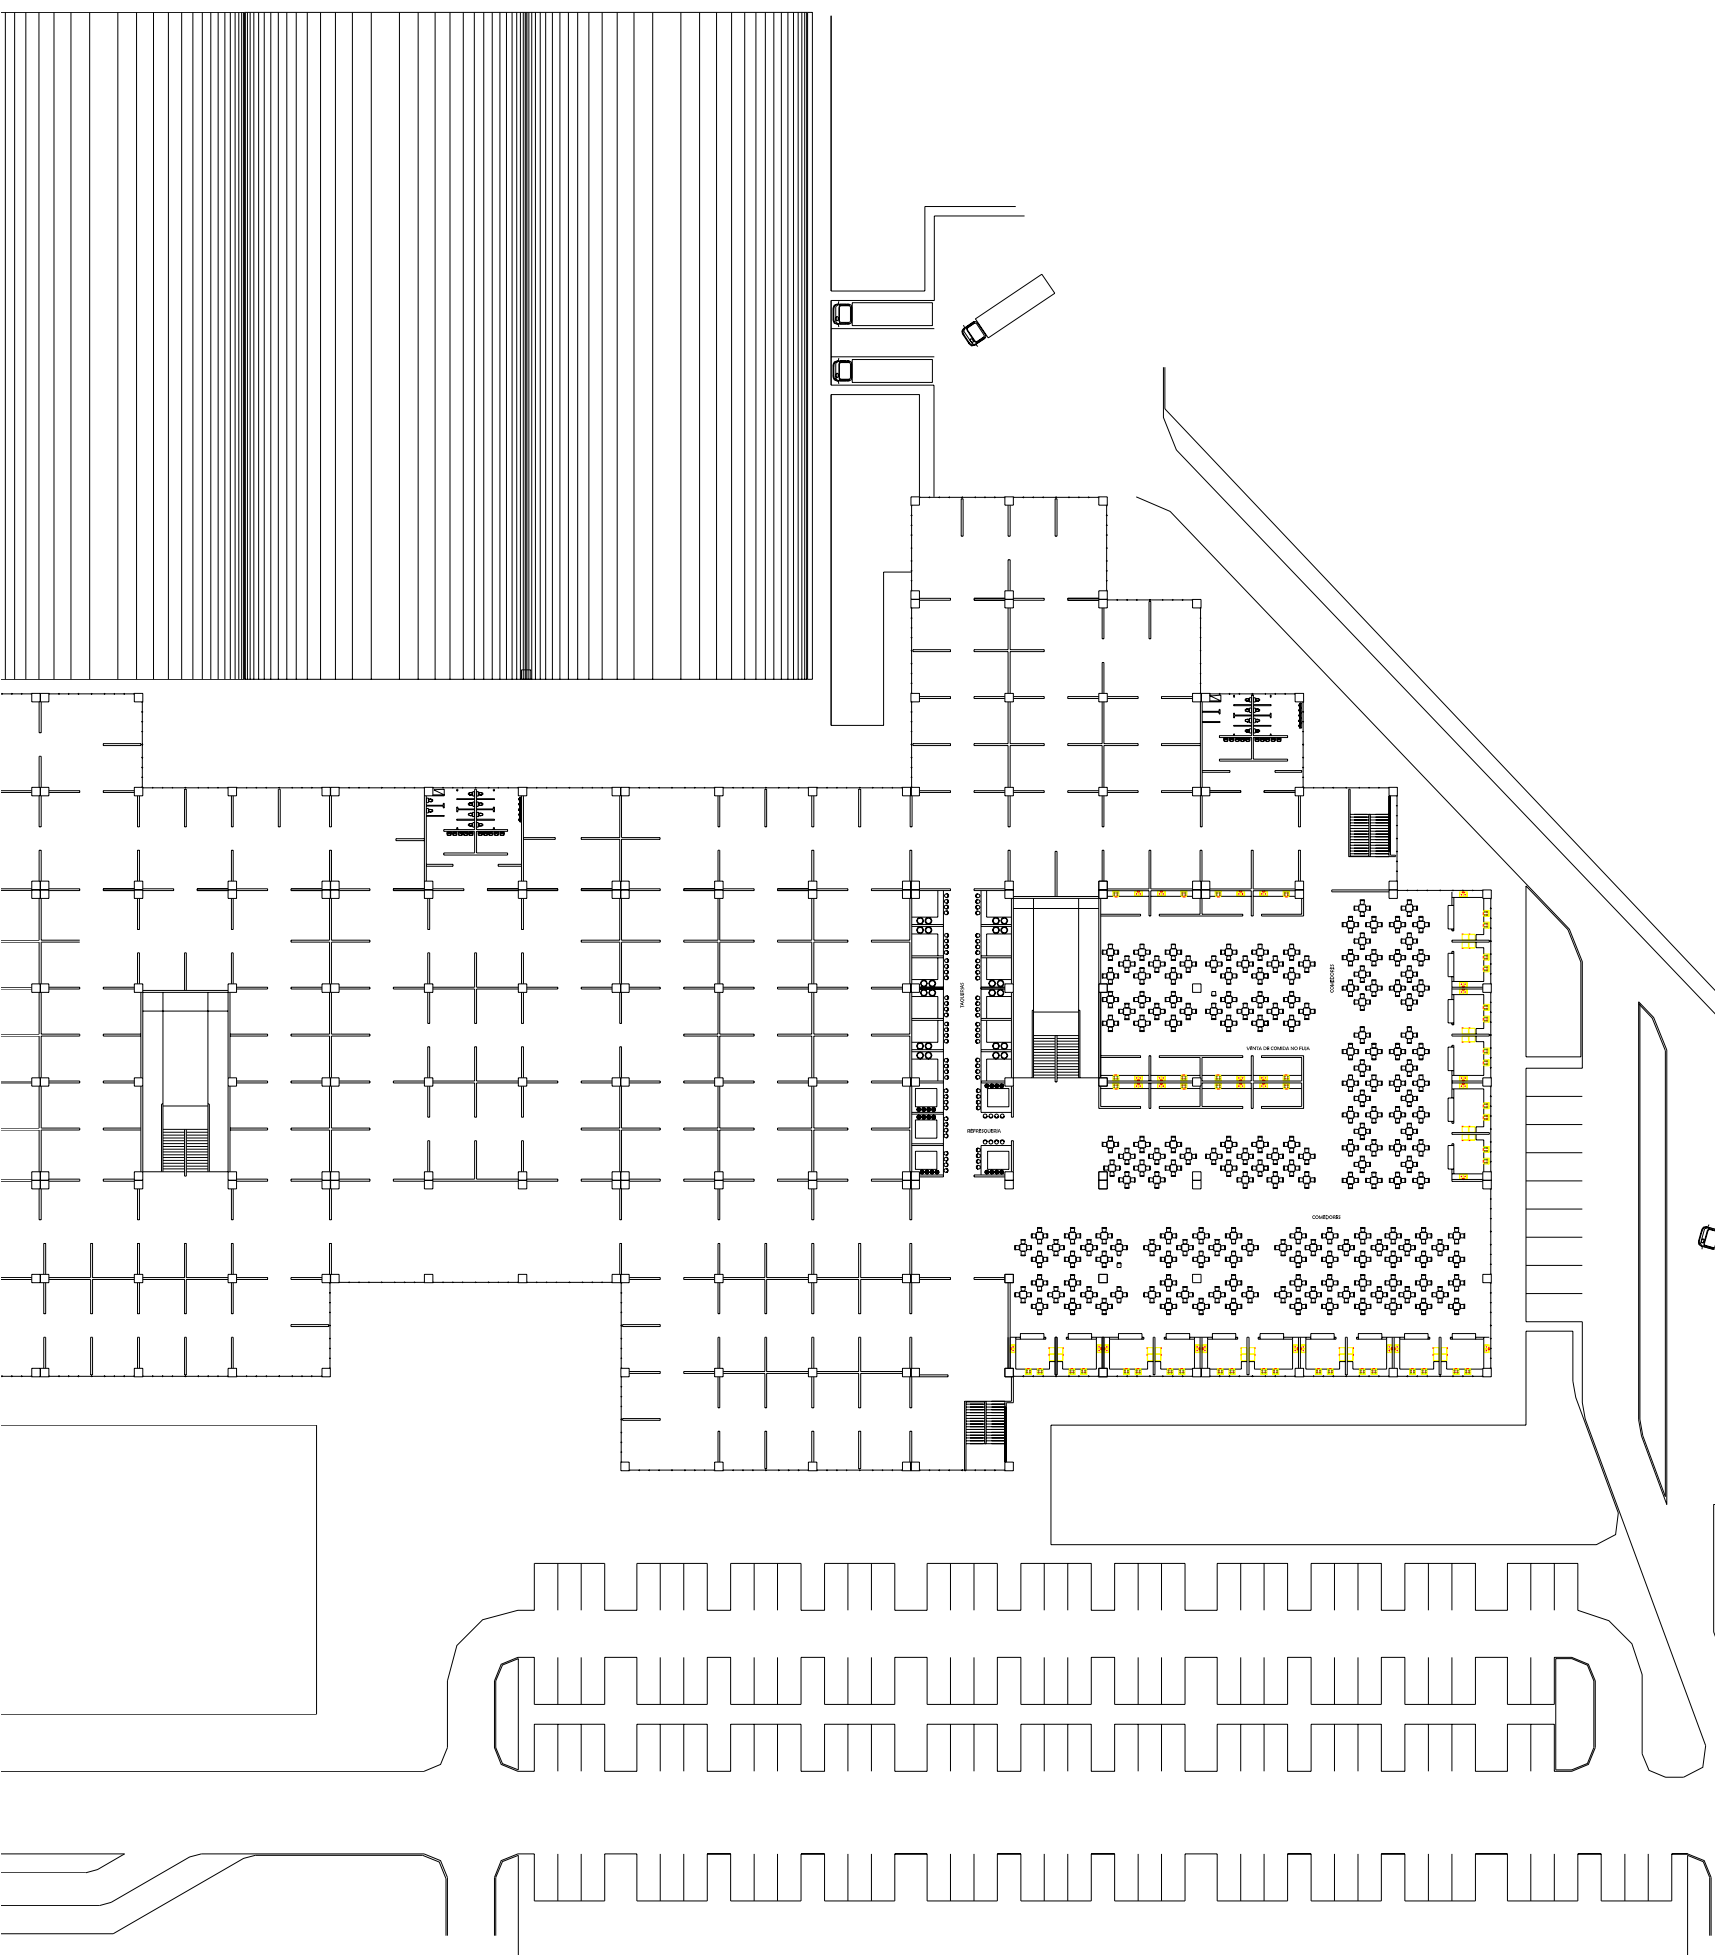 COMEDORES
TAQUERIAS
VENTA DE COMIDA NO FIJA
REFRESQUERIA
COMEDORES